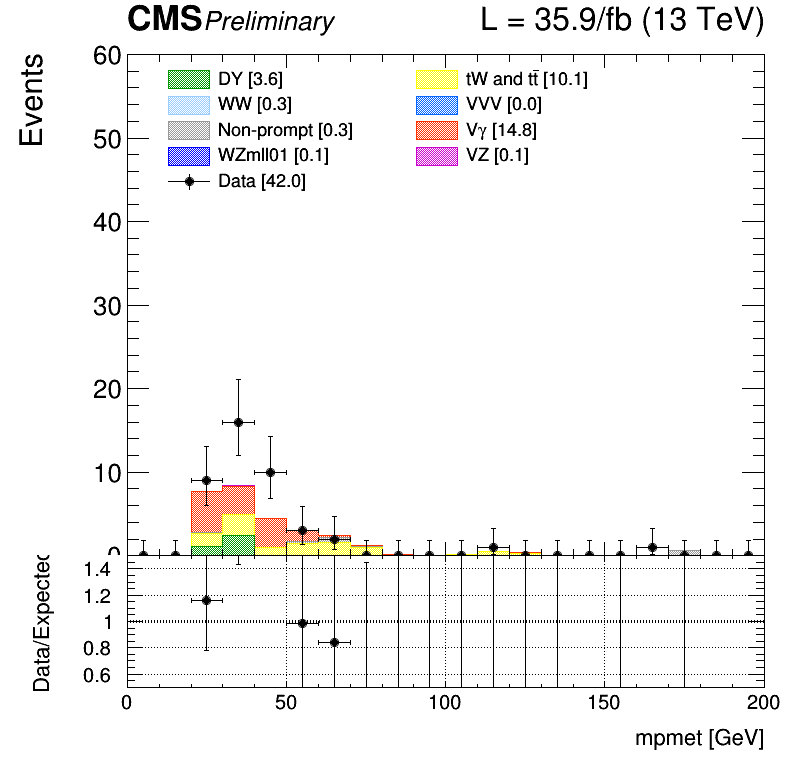 CMS Preliminary L = 35.9/fb (13 TeV)
Events
60
50
40
30
20
10
0
DY [3.6]
WW [0.3]
Non-prompt [0.3]
WZmll01 [0.1]
Data [42.0]
tW and tt̄ [10.1]
VVV [0.0]
Vγ [14.8]
VZ [0.1]
Data/Expected
1.4
1.2
1
0.8
0.6
0 50 100 150 200
mpmet [GeV]